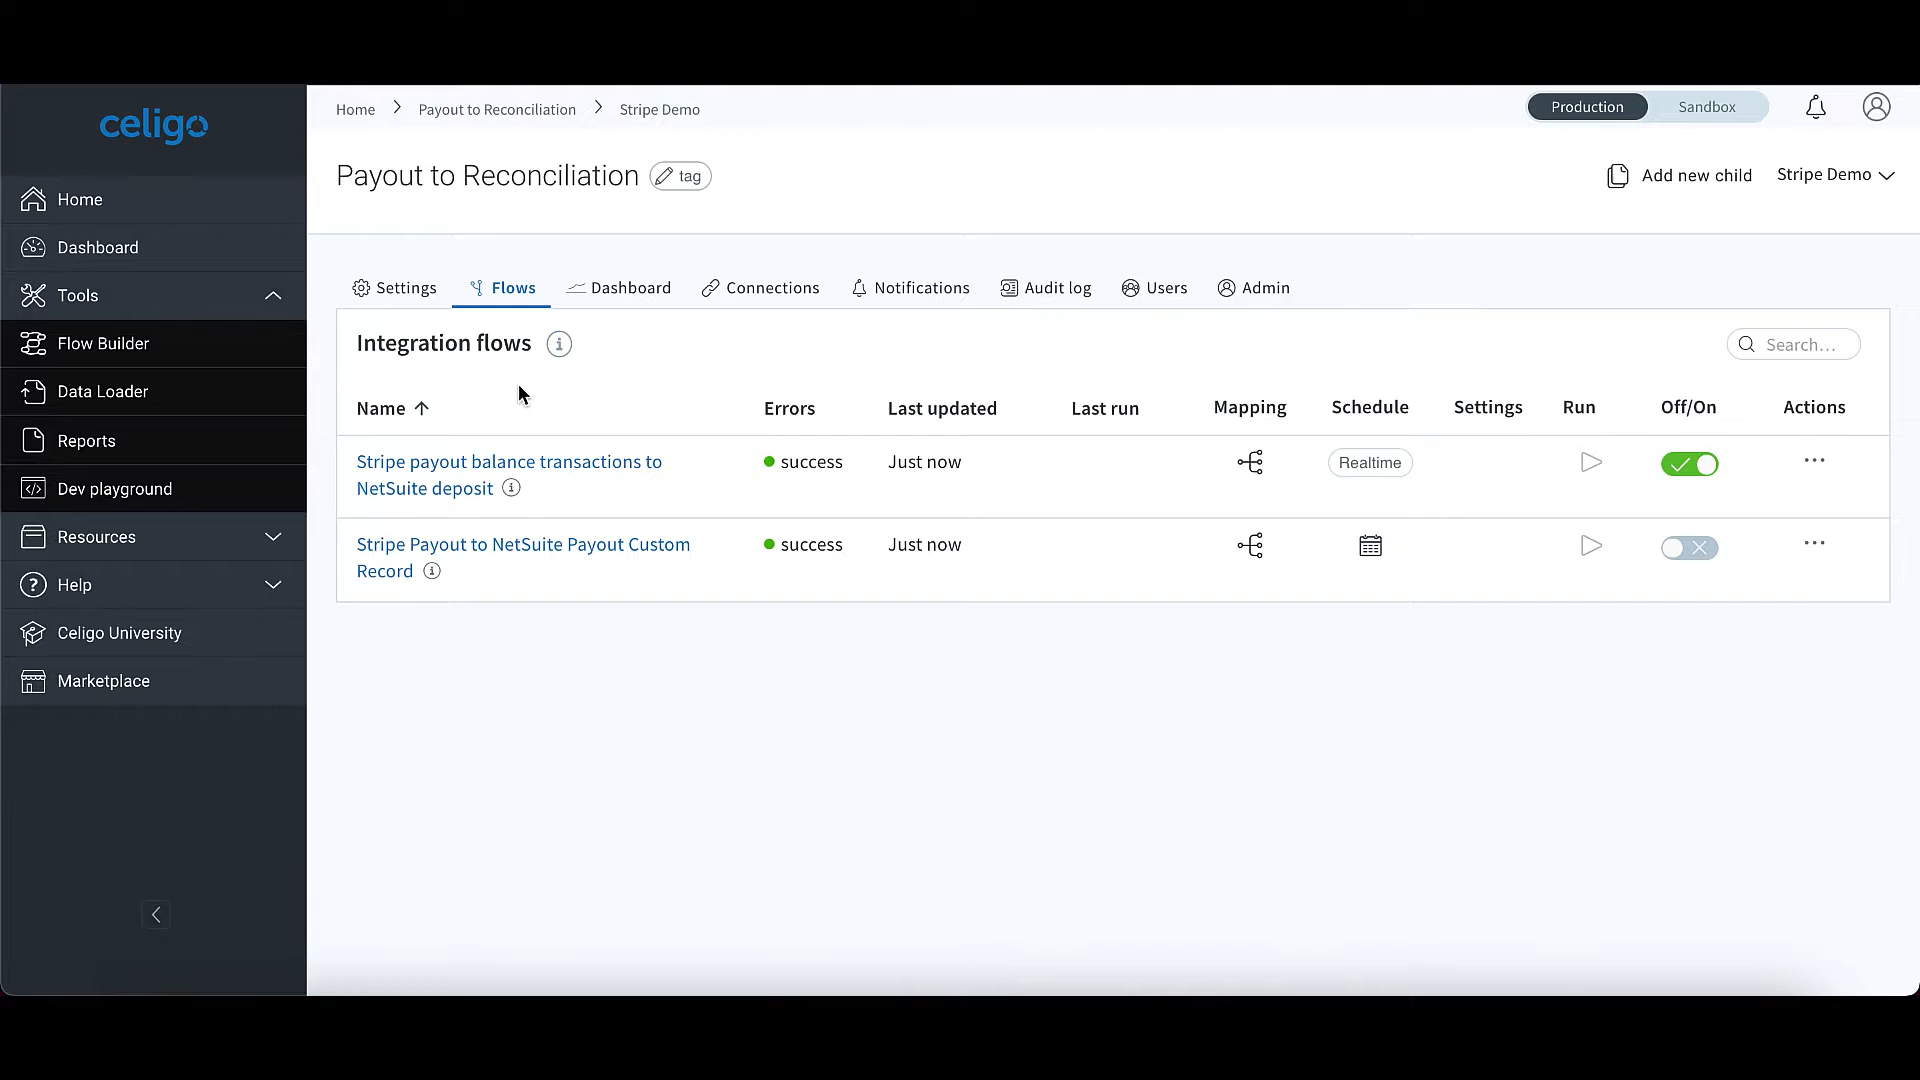 celigo
Home
Dashboard
Tools
Flow Builder
Data Loader
Reports
Dev playground
Resources
Help
Celigo University
Marketplace
Home > Payout to Reconciliation > Stripe Demo
Production Sandbox
Payout to Reconciliation tag
Add new child Stripe Demo
Settings Flows Dashboard Connections Notifications Audit log Users Admin
Integration flows
Search...
Name Errors Last updated Last run Mapping Schedule Settings Run Off/On Actions
Stripe payout balance transactions to
NetSuite deposit
success Just now Realtime
Stripe Payout to NetSuite Payout Custom
Record
success Just now